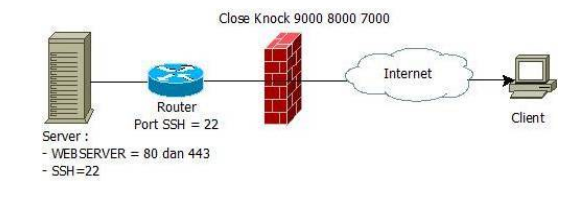 Close Knock 9000 8000 7000
Internet
Router
Port SSH = 22
Client
Server :
- WEBSERVER = 80 dan 443
- SSH=22